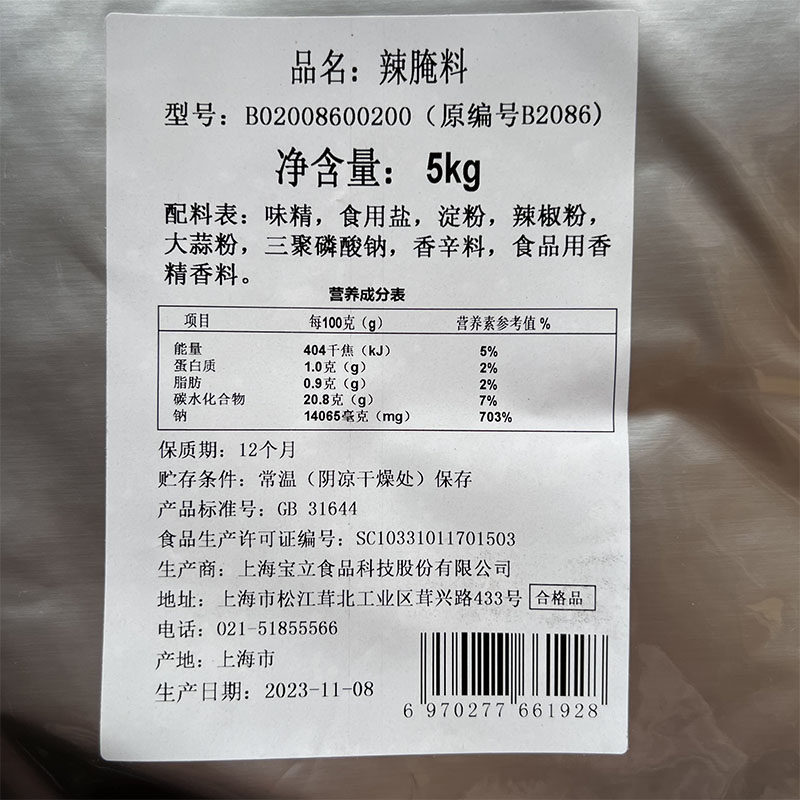 品名：辣腌料
型号：B02008600200（原编号B2086）
净含量：5kg
配料表：味精，食用盐，淀粉，辣椒粉，
大蒜粉，三聚磷酸钠，香辛料，食品用香
精香料。
营养成分表
项目 每100克（g） 营养素参考值 %
能量 404千焦（kJ） 5%
蛋白质 1.0克（g） 2%
脂肪 0.9克（g） 2%
碳水化合物 20.8克（g） 7%
钠 14065毫克（mg） 703%
保质期：12个月
贮存条件：常温（阴凉干燥处）保存
产品标准号：GB 31644
食品生产许可证编号：SC10331011701503
生产商：上海宝立食品科技股份有限公司
地址：上海市松江茸北工业区茸兴路433号 合格品
电话：021-51855566
产地：上海市
生产日期：2023-11-08
6 970277 661928